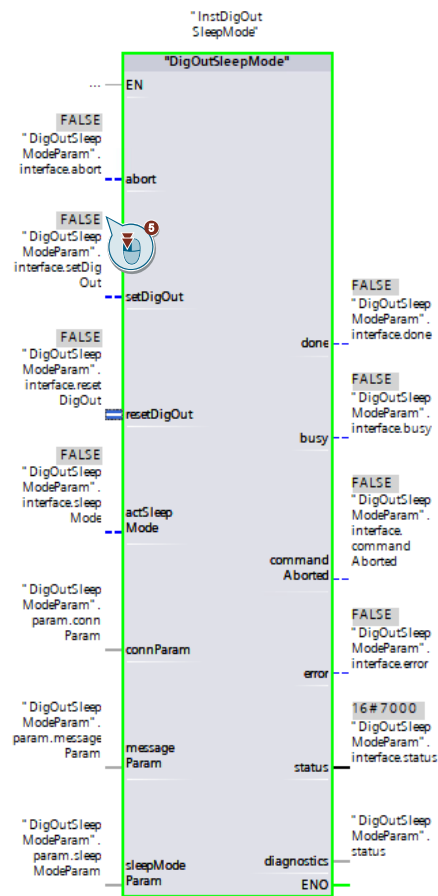 "InstDigOut
SleepMode"
"DigOutSleepMode"
... EN
FALSE
"DigOutSleep
ModeParam".
interface.abort
abort
FALSE
5
"DigOutSleep
ModeParam".
interface.setDig
Out
setDigOut
FALSE
"DigOutSleep
ModeParam".
interface.reset
DigOut
resetDigOut
FALSE
"DigOutSleep
ModeParam".
interface.sleep
Mode
actSleep
Mode
"DigOutSleep
ModeParam".
param.conn
Param
connParam
"DigOutSleep
ModeParam".
param.message
Param
message
Param
"DigOutSleep
ModeParam".
param.sleep
ModeParam
sleepMode
Param
FALSE
"DigOutSleep
ModeParam".
interface.done
done
FALSE
"DigOutSleep
ModeParam".
interface.busy
busy
FALSE
"DigOutSleep
ModeParam".
interface.
command
Aborted
command
Aborted
FALSE
"DigOutSleep
ModeParam".
interface.error
error
16#7000
"DigOutSleep
ModeParam".
interface.status
status
"DigOutSleep
ModeParam".
status
diagnostics
ENO